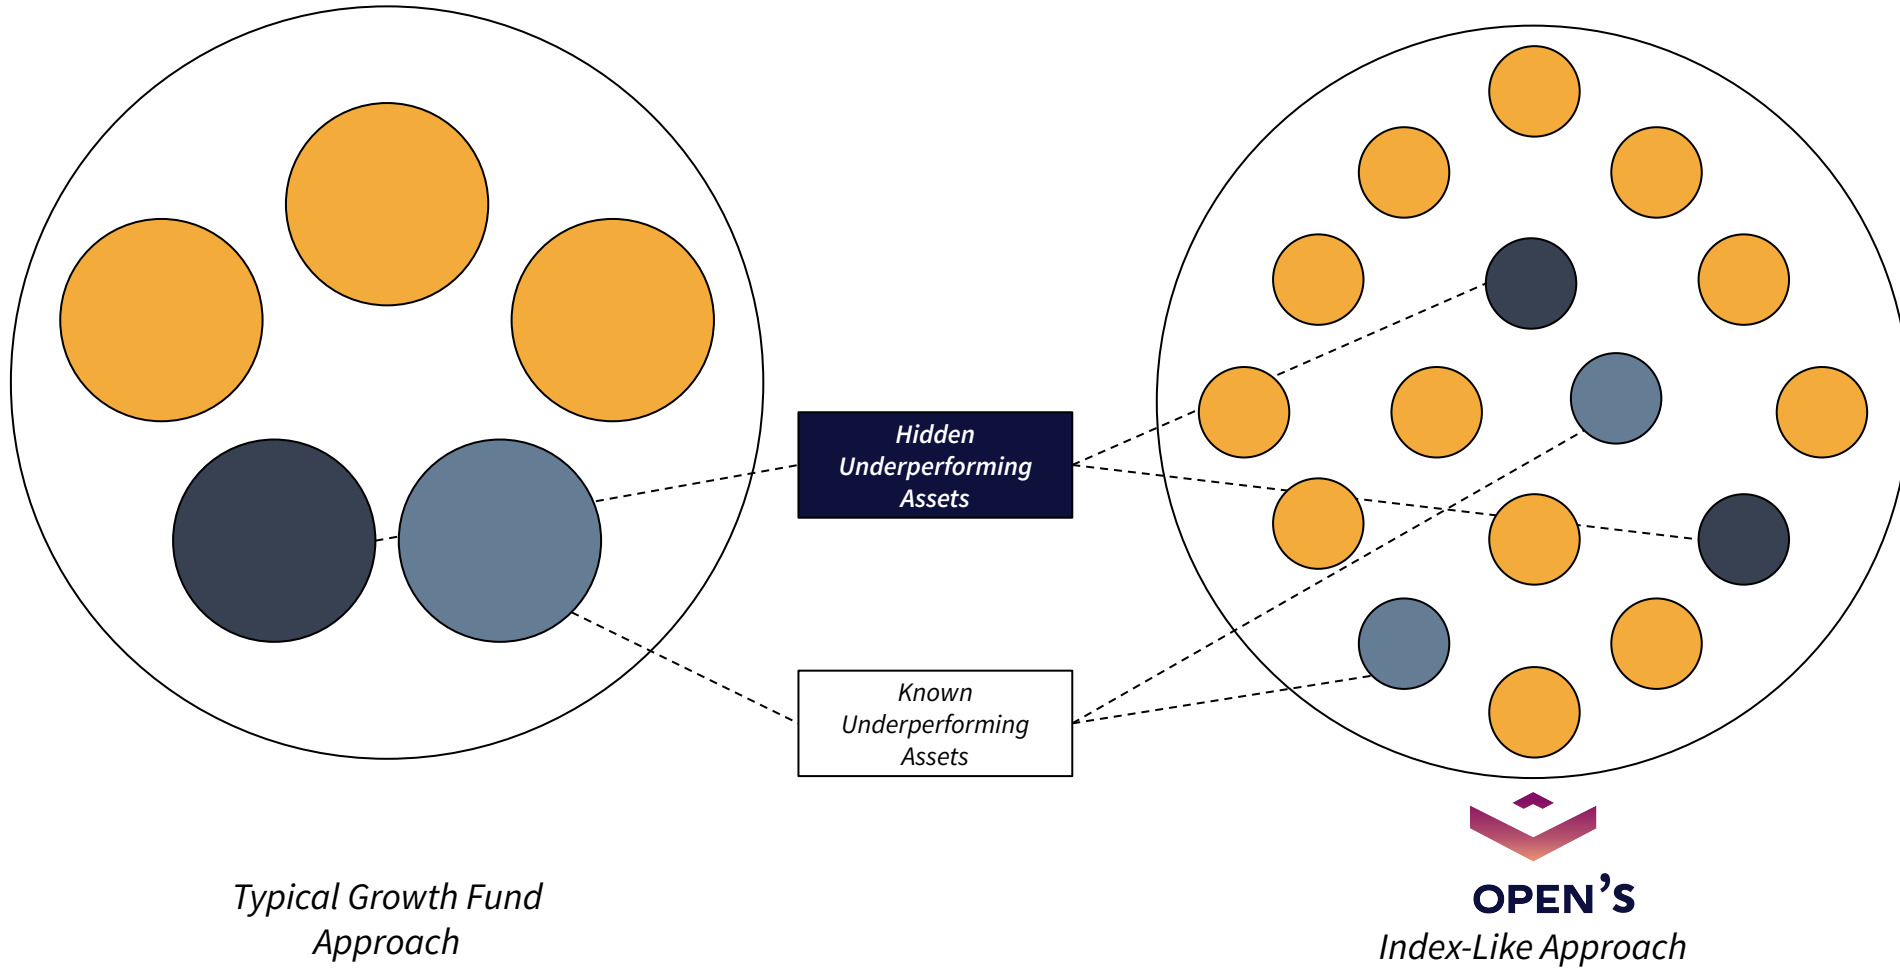 Hidden
Underperforming
Assets
Known
Underperforming
Assets
Typical Growth Fund
Approach
OPEN’S
Index-Like Approach